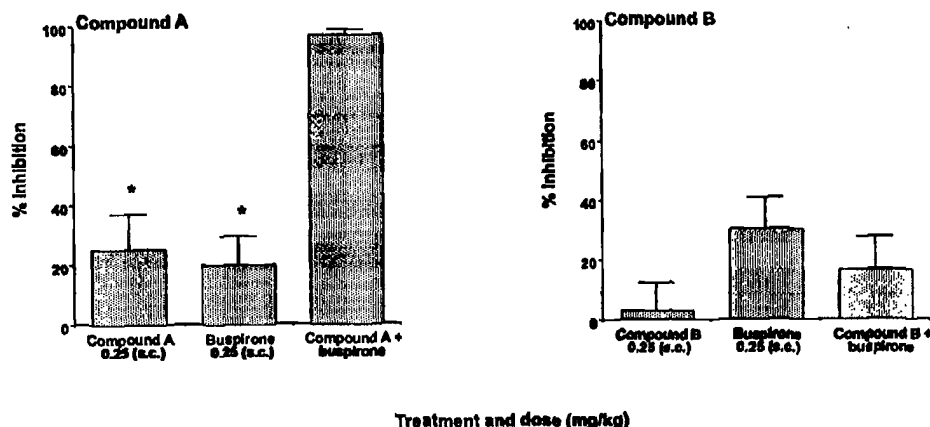 Compound A
100
80
60
40
20
0
% Inhibition
*
*
Compound A
0.25 (s.c.)
Buspirone
0.25 (s.c.)
Compound A +
buspirone
Compound B
100
80
60
40
20
0
% Inhibition
Compound B
0.25 (s.c.)
Buspirone
0.25 (s.c.)
Compound B +
buspirone
Treatment and dose (mg/kg)